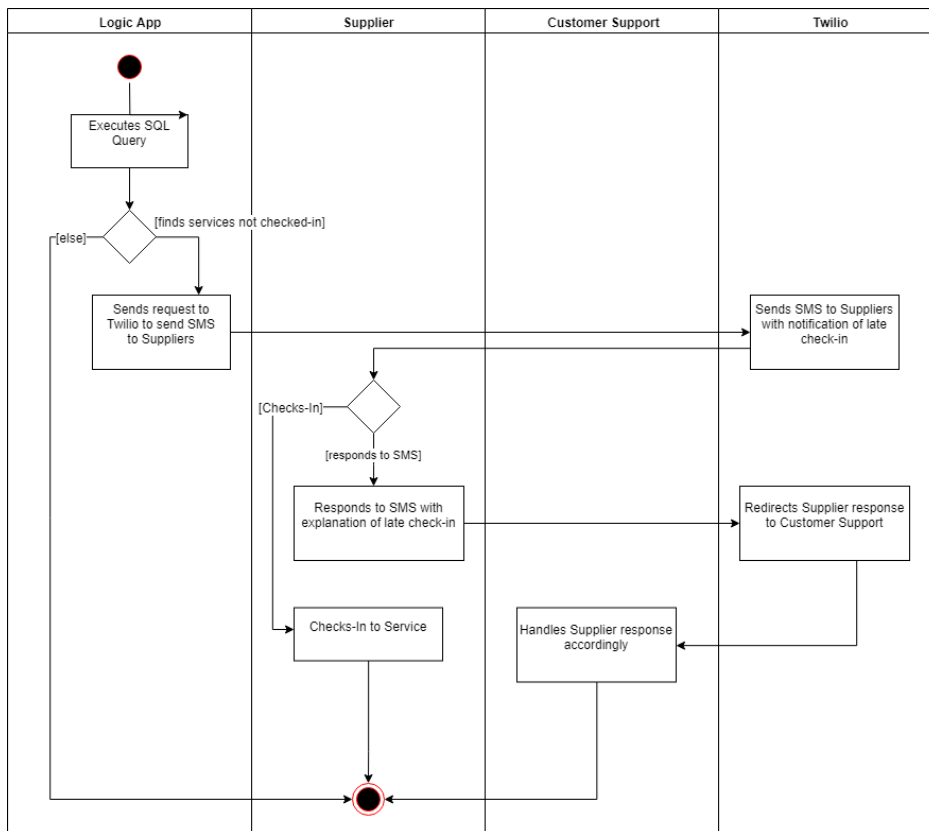 Logic App
Supplier
Customer Support
Twilio
Executes SQL
Query
[finds services not checked-in]
[else]
Sends request to
Twilio to send SMS
to Suppliers
Sends SMS to Suppliers
with notification of late
check-in
[Checks-In]
[responds to SMS]
Responds to SMS with
explanation of late check-in
Redirects Supplier response
to Customer Support
Checks-In to Service
Handles Supplier response
accordingly